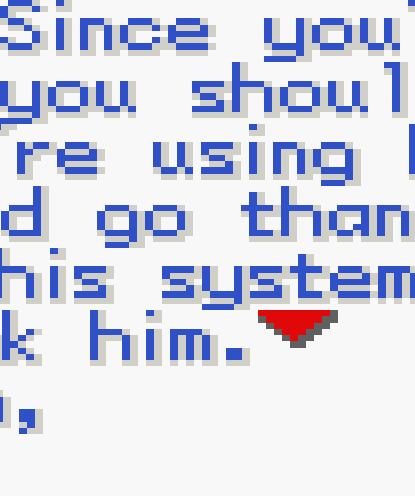 Since you
you shoul
're using
d go than
his system
k him.
,